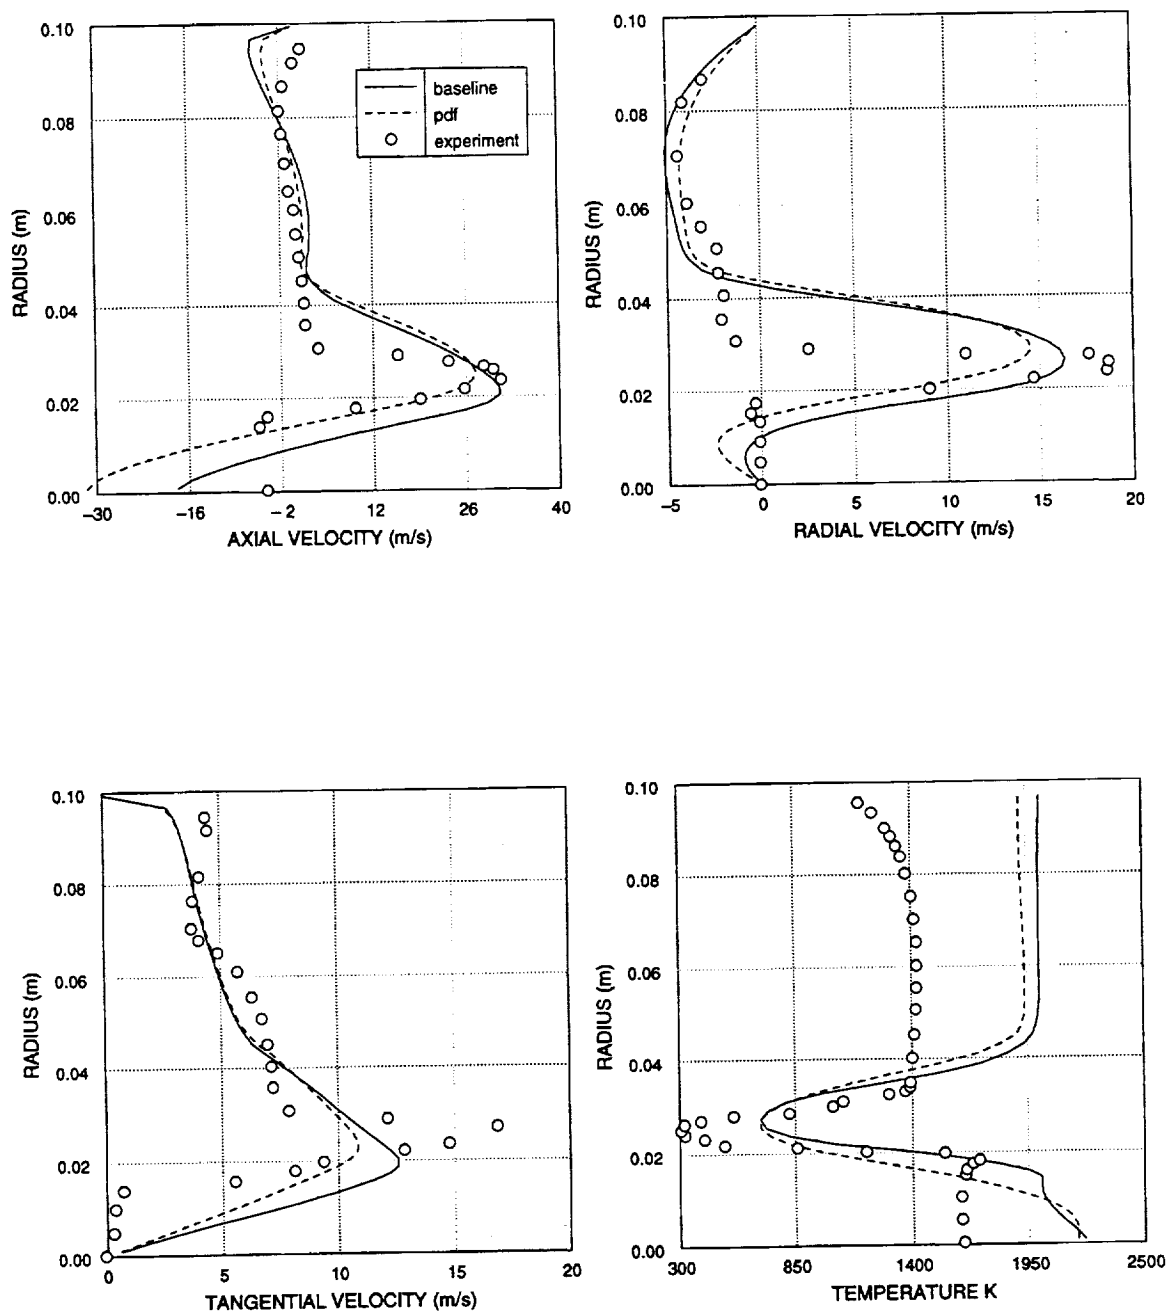 0.10
0.08
0.06
0.04
0.02
0.00
RADIUS (m)
−30 −16 −2 12 26 40
AXIAL VELOCITY (m/s)
baseline
pdf
experiment
0.10
0.08
0.06
0.04
0.02
0.00
RADIUS (m)
−5 0 5 10 15 20
RADIAL VELOCITY (m/s)
0.10
0.08
0.06
0.04
0.02
0.00
RADIUS (m)
0 5 10 15 20
TANGENTIAL VELOCITY (m/s)
0.10
0.08
0.06
0.04
0.02
0.00
RADIUS (m)
300 850 1400 1950 2500
TEMPERATURE K